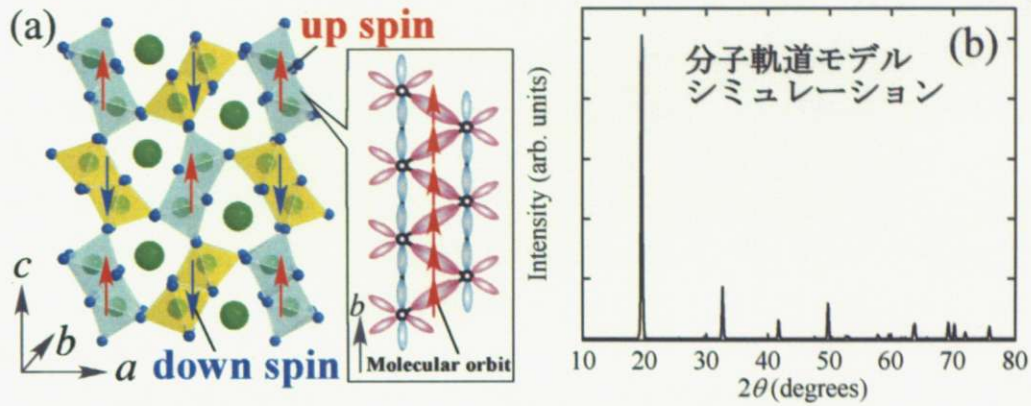 (a)
up spin
c
b
a
down spin
b
Molecular orbit
(b)
分子軌道モデル
シミュレーション
Intensity (arb. units)
10 20 30 40 50 60 70 80
2θ (degrees)